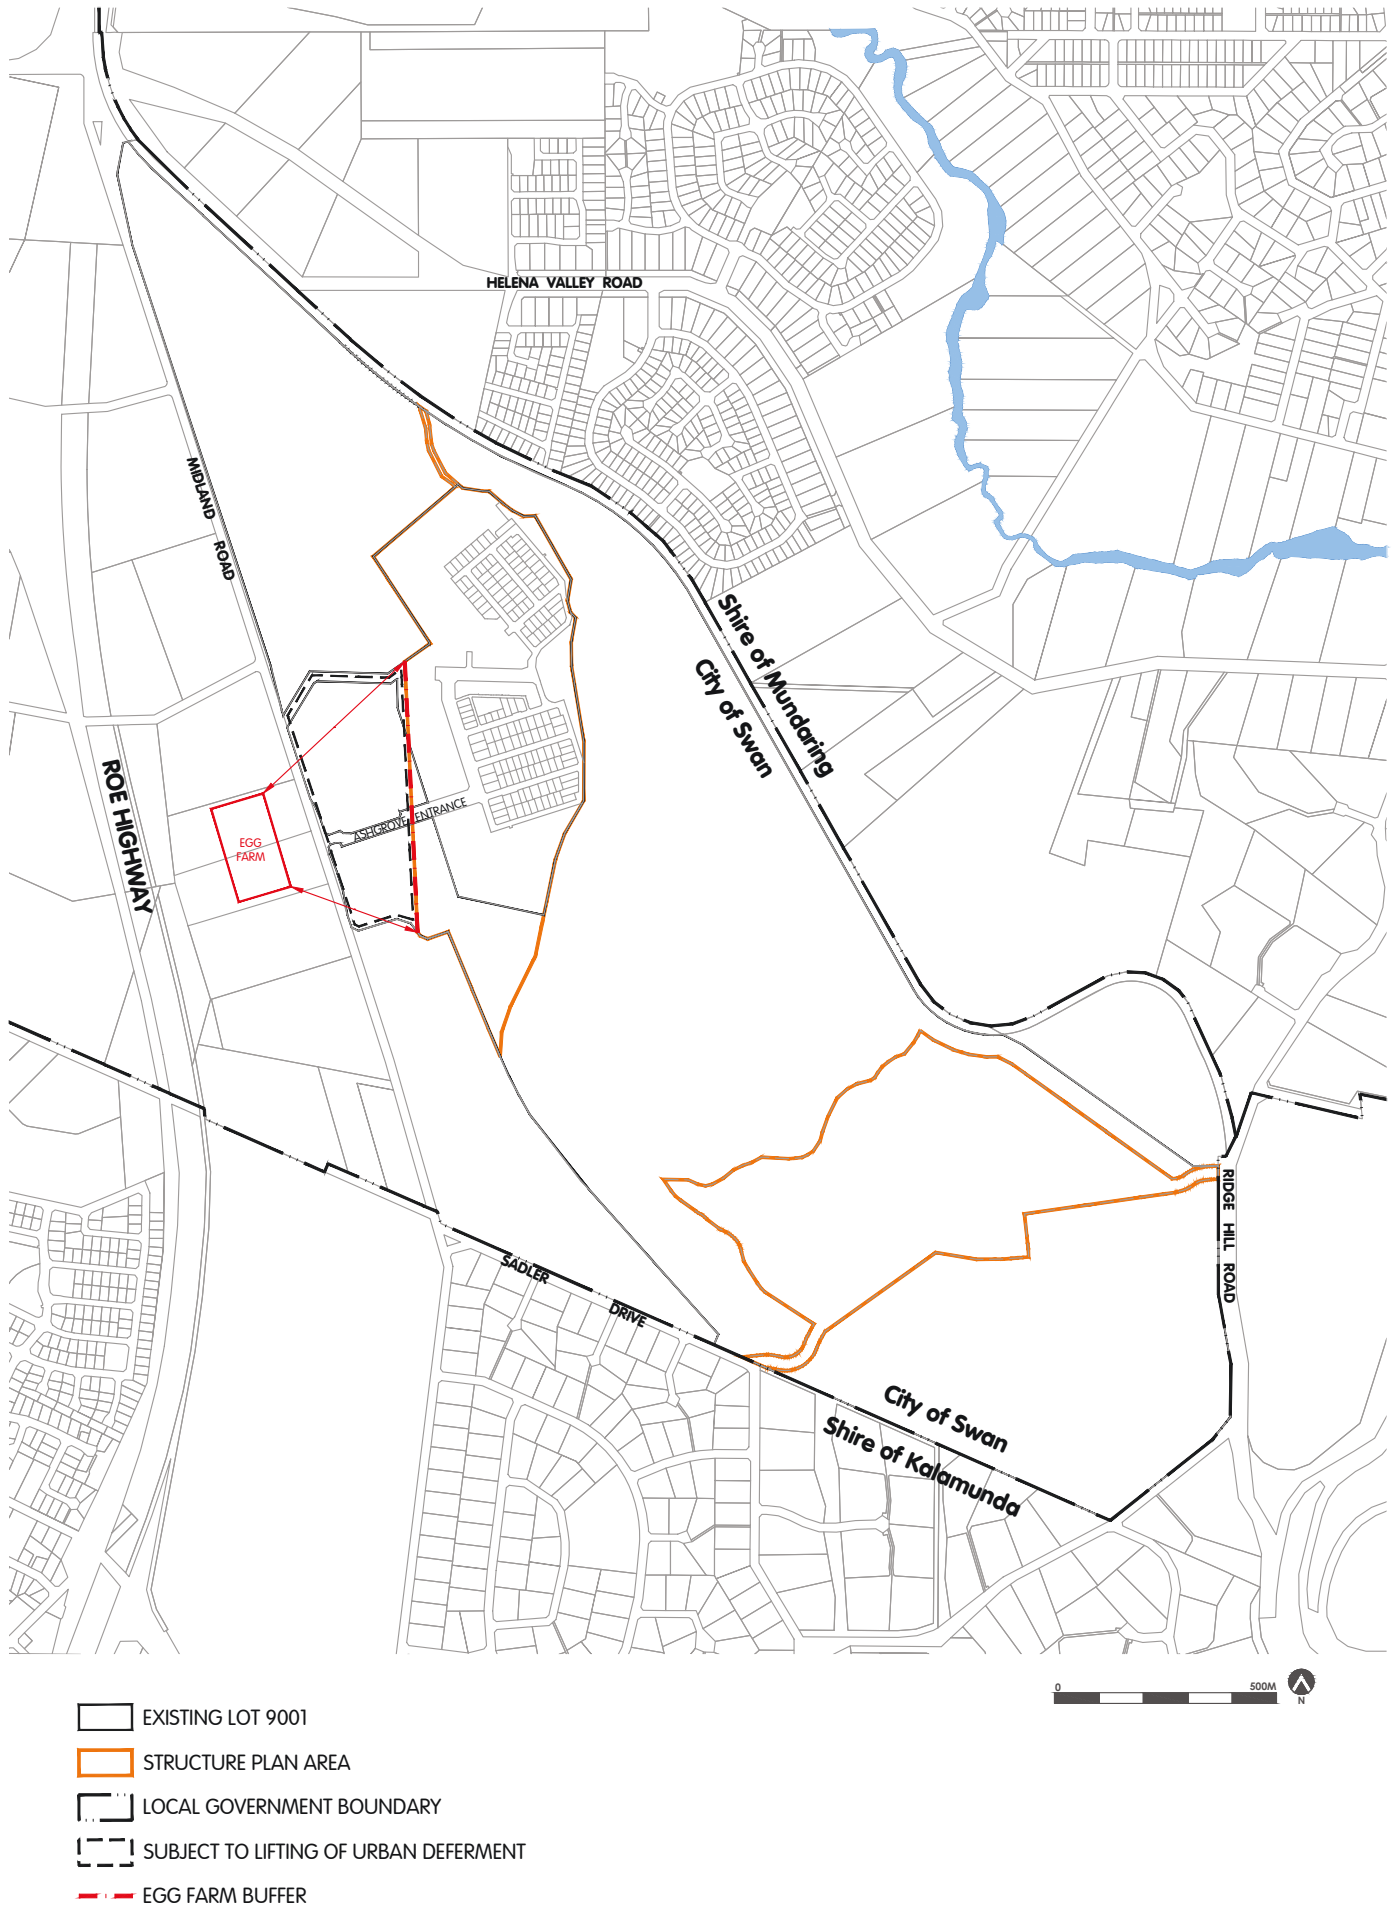 HELENA VALLEY ROAD
MIDLAND ROAD
Shire of Mundaring
City of Swan
ROE HIGHWAY
ASHGROVE ENTRANCE
EGG
FARM
RIDGE HILL ROAD
SADLER DRIVE
City of Swan
Shire of Kalamunda
0 500M
N
EXISTING LOT 9001
STRUCTURE PLAN AREA
LOCAL GOVERNMENT BOUNDARY
SUBJECT TO LIFTING OF URBAN DEFERMENT
EGG FARM BUFFER